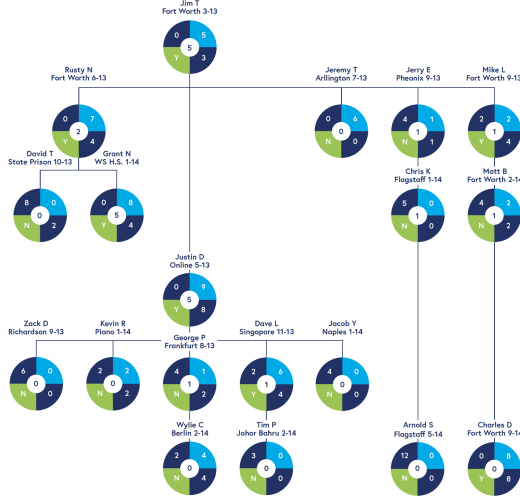 Jim T
Fort Worth 3-13
0 5
5
Y 3
Rusty N
Fort Worth 6-13
0 7
2
Y 4
Jeremy T
Arllington 7-13
0 6
0
N 0
Jerry E
Pheonix 9-13
4 1
1
N 1
Mike L
Fort Worth 9-13
2 2
1
Y 4
David T
State Prison 10-13
8 0
0
N 2
Grant N
WS H.S. 1-14
0 8
5
Y 4
Chris K
Flagstaff 1-14
5 0
1
N 0
Matt B
Fort Worth 2-14
4 2
1
N 2
Justin D
Online 5-13
0 9
5
Y 8
Zack D
Richardson 9-13
6 0
0
N 0
Kevin R
Piano 1-14
2 2
0
N 2
George P
Frankfurt 8-13
4 1
1
N 2
Dave L
Singapore 11-13
2 6
1
Y 4
Jacob Y
Naples 1-14
4 0
0
N 0
Wylie C
Berlin 2-14
2 4
0
N 4
Tim P
Johor Bahru 2-14
3 0
0
N 0
Arnold S
Flagstaff 5-14
12 0
0
N 0
Charles D
Fort Worth 9-14
0 8
0
Y 8